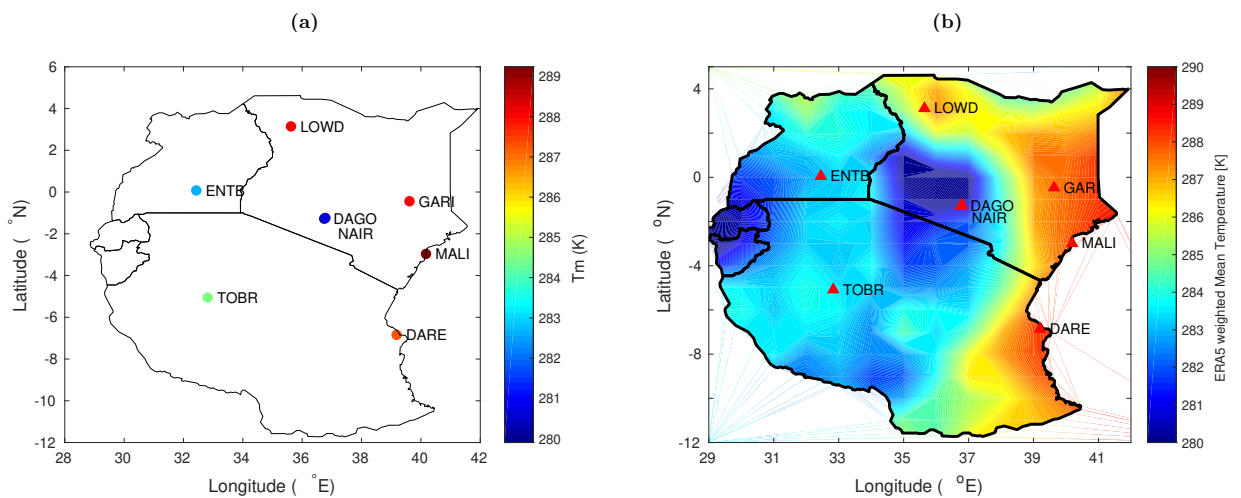 (a)
6
4
2
0
-2
-4
-6
-8
-10
-12
28
30
32
34
36
38
40
42
Latitude ( °N)
Longitude ( °E)
LOWD
ENTB
GARI
DAGO
NAIR
MALI
TOBR
DARE
289
288
287
286
285
284
283
282
281
280
Tm (K)
(b)
4
0
-4
-8
-12
29
31
33
35
37
39
41
Latitude ( °N)
Longitude ( °E)
LOWD
ENTB
GARI
DAGO
NAIR
MALI
TOBR
DARE
290
289
288
287
286
285
284
283
282
281
280
ERA5 weighted Mean Temperature [K]